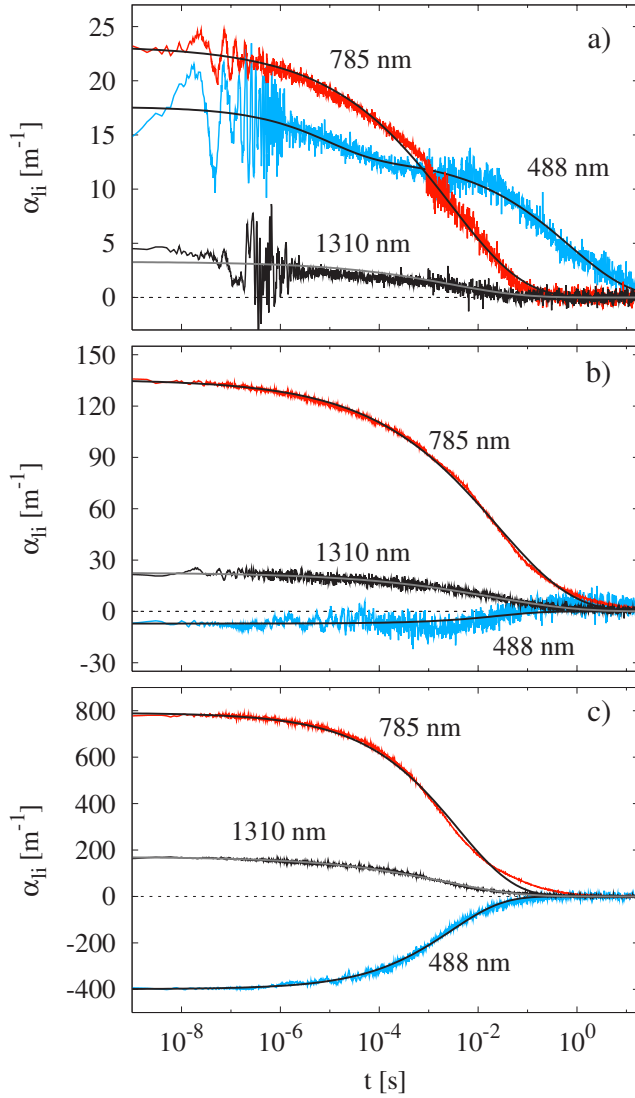 25
20
15
10
5
0
α_li [m⁻¹]
a)
785 nm
488 nm
1310 nm
150
120
90
60
30
0
-30
α_li [m⁻¹]
b)
785 nm
1310 nm
488 nm
800
600
400
200
0
-200
-400
α_li [m⁻¹]
c)
785 nm
1310 nm
488 nm
10⁻⁸ 10⁻⁶ 10⁻⁴ 10⁻² 10⁰
t [s]